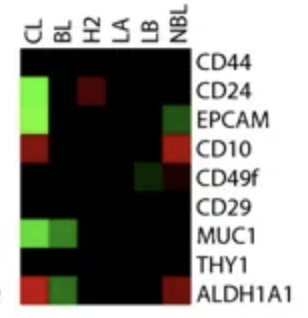 CL BL H2 LA LB NBL
CD44
CD24
EPCAM
CD10
CD49f
CD29
MUC1
THY1
ALDH1A1